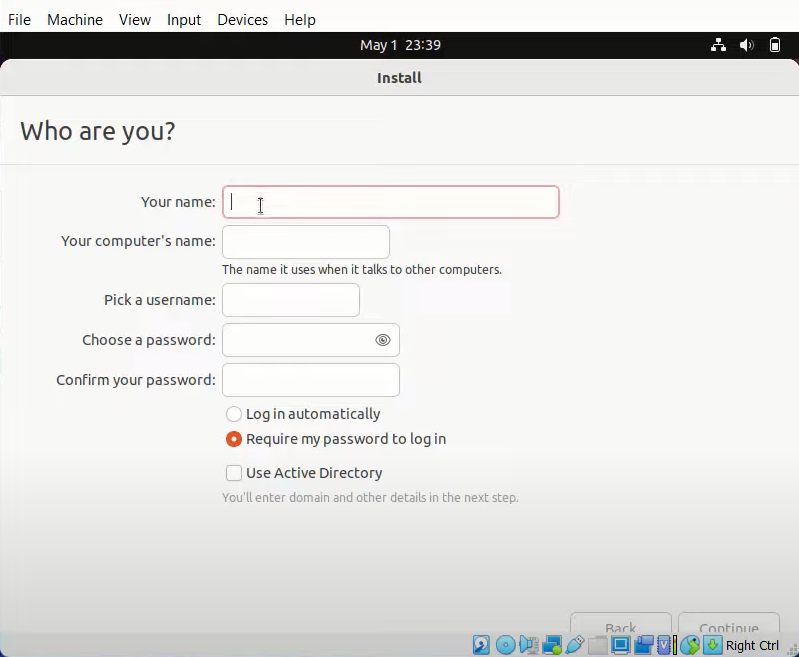 File Machine View Input Devices Help
May 1 23:39
Install
Who are you?
Your name:
Your computer's name:
The name it uses when it talks to other computers.
Pick a username:
Choose a password:
Confirm your password:
Log in automatically
Require my password to log in
Use Active Directory
You'll enter domain and other details in the next step.
Back Continue
Right Ctrl